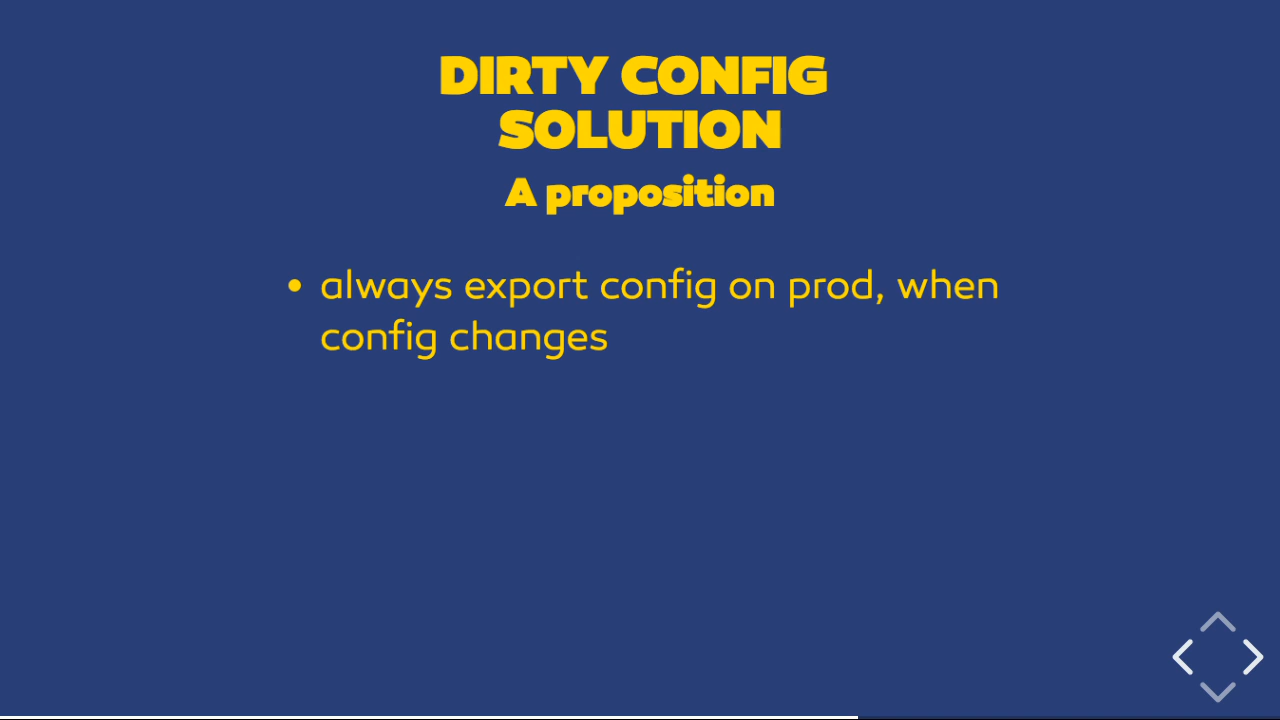 DIRTY CONFIG
SOLUTION
A proposition
• always export config on prod, when
config changes